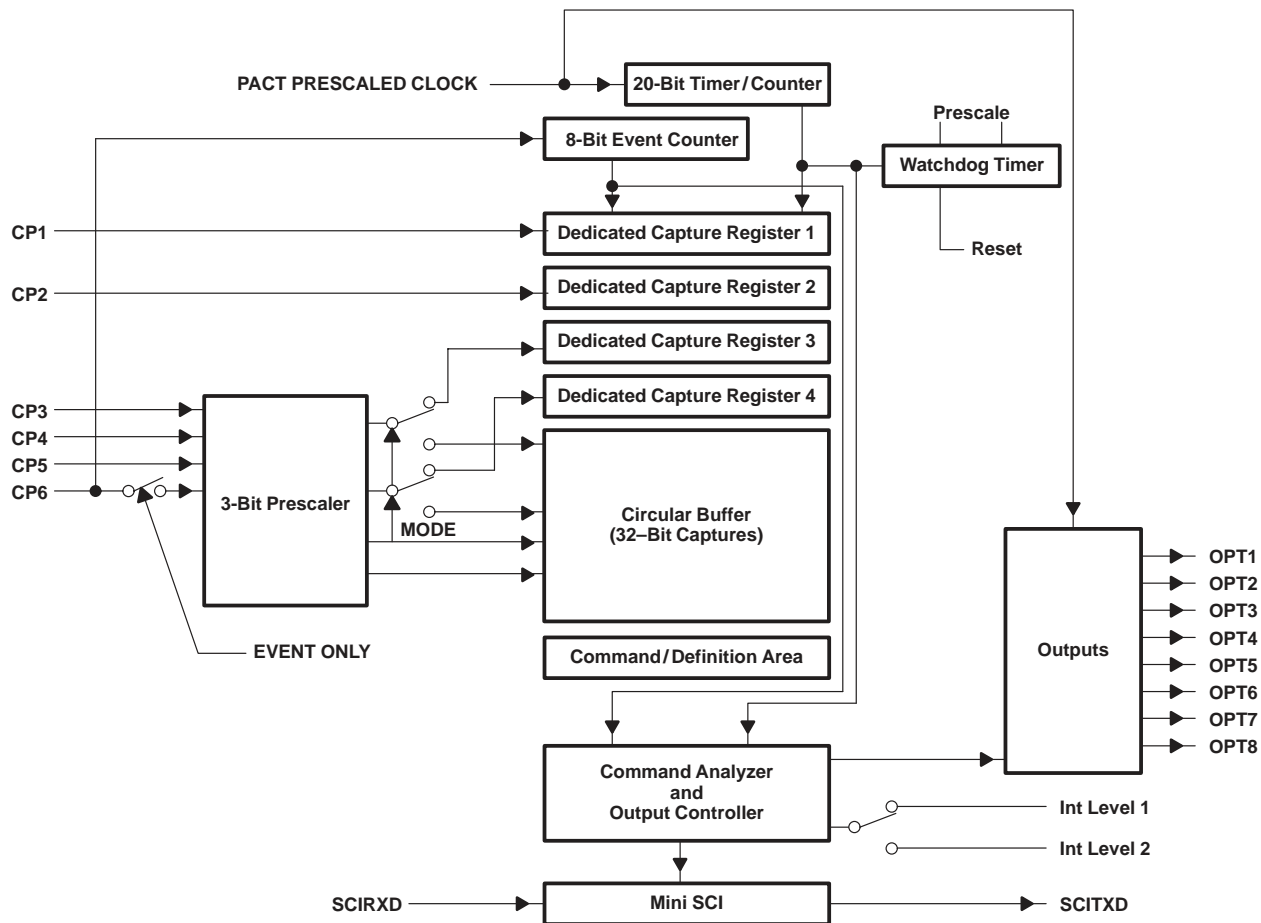 PACT PRESCALED CLOCK
20-Bit Timer/Counter
Prescale
8-Bit Event Counter
Watchdog Timer
CP1
Dedicated Capture Register 1
Reset
CP2
Dedicated Capture Register 2
Dedicated Capture Register 3
Dedicated Capture Register 4
CP3
CP4
CP5
CP6
3-Bit Prescaler
MODE
Circular Buffer
(32–Bit Captures)
EVENT ONLY
Command/Definition Area
Outputs
OPT1
OPT2
OPT3
OPT4
OPT5
OPT6
OPT7
OPT8
Command Analyzer
and
Output Controller
Int Level 1
Int Level 2
SCIRXD
Mini SCI
SCITXD